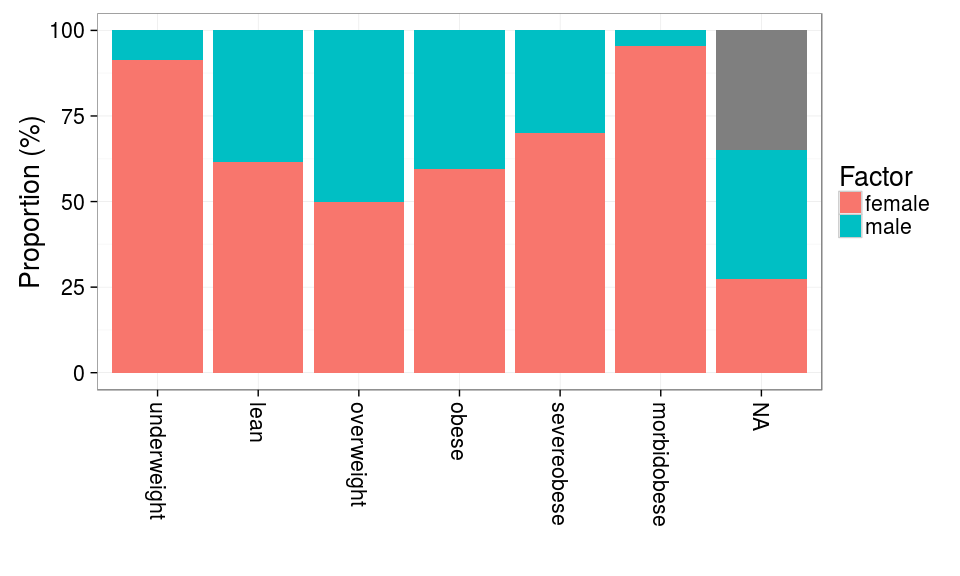 100
75
50
25
0
Proportion (%)
underweight
lean
overweight
obese
severeobese
morbidobese
NA
Factor
female
male